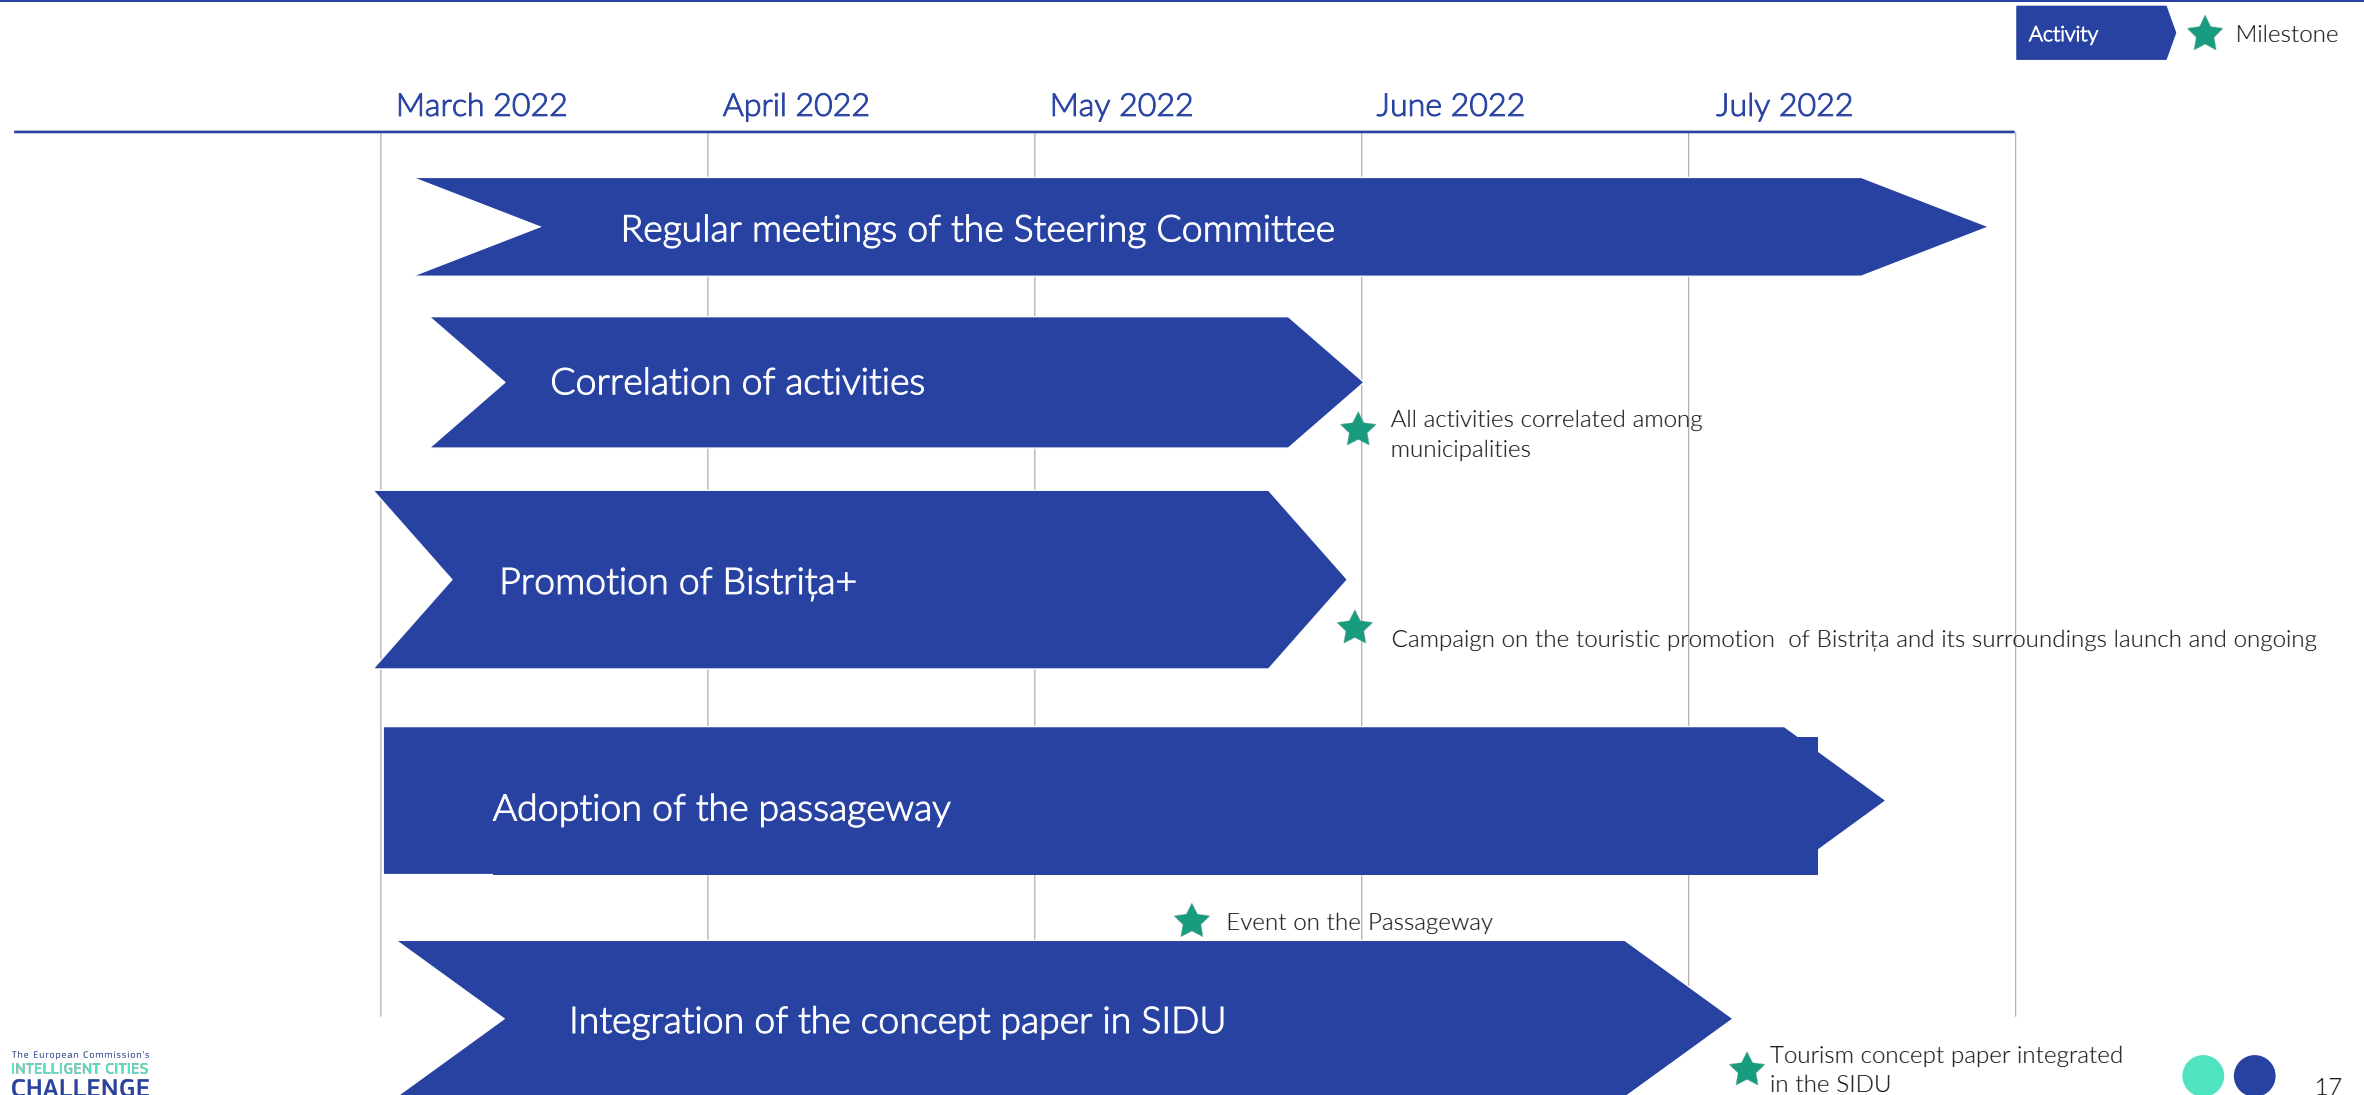 Activity
Milestone
March 2022
April 2022
May 2022
June 2022
July 2022
Regular meetings of the Steering Committee
Correlation of activities
All activities correlated among
municipalities
Promotion of Bistrița+
Campaign on the touristic promotion  of Bistrița and its surroundings launch and ongoing
Adoption of the passageway
Event on the Passageway
Integration of the concept paper in SIDU
Tourism concept paper integrated
in the SIDU
The European Commission's
INTELLIGENT CITIES
CHALLENGE
17